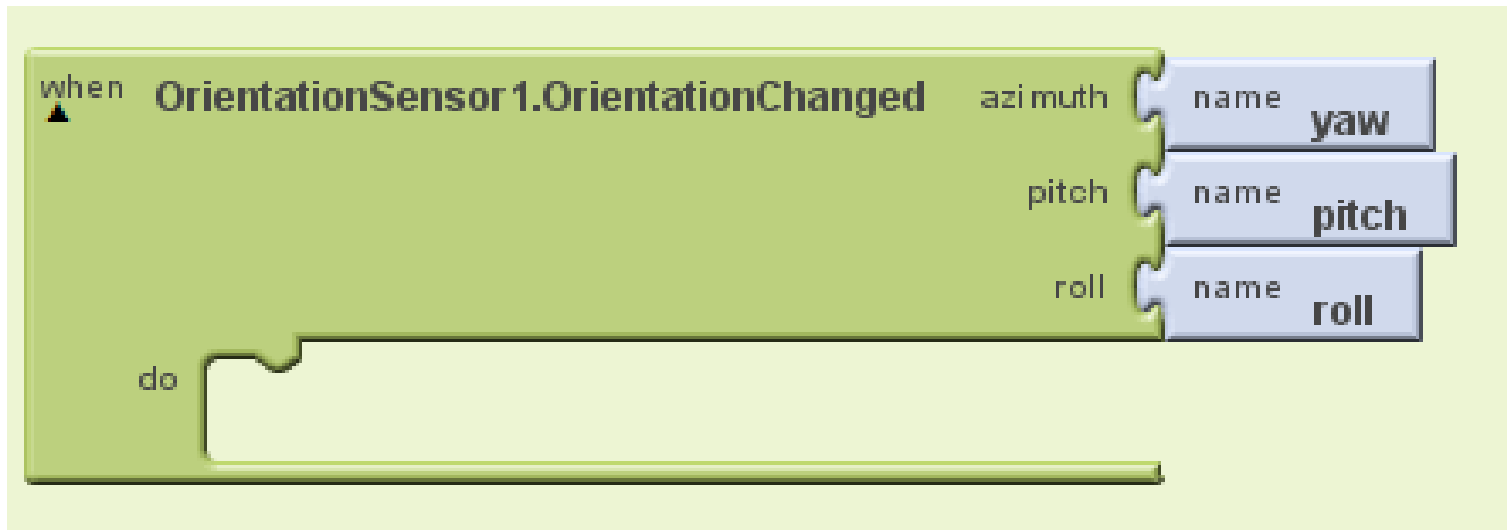 when OrientationSensor1.OrientationChanged azimuth name yaw
pitch name pitch
roll name roll
do